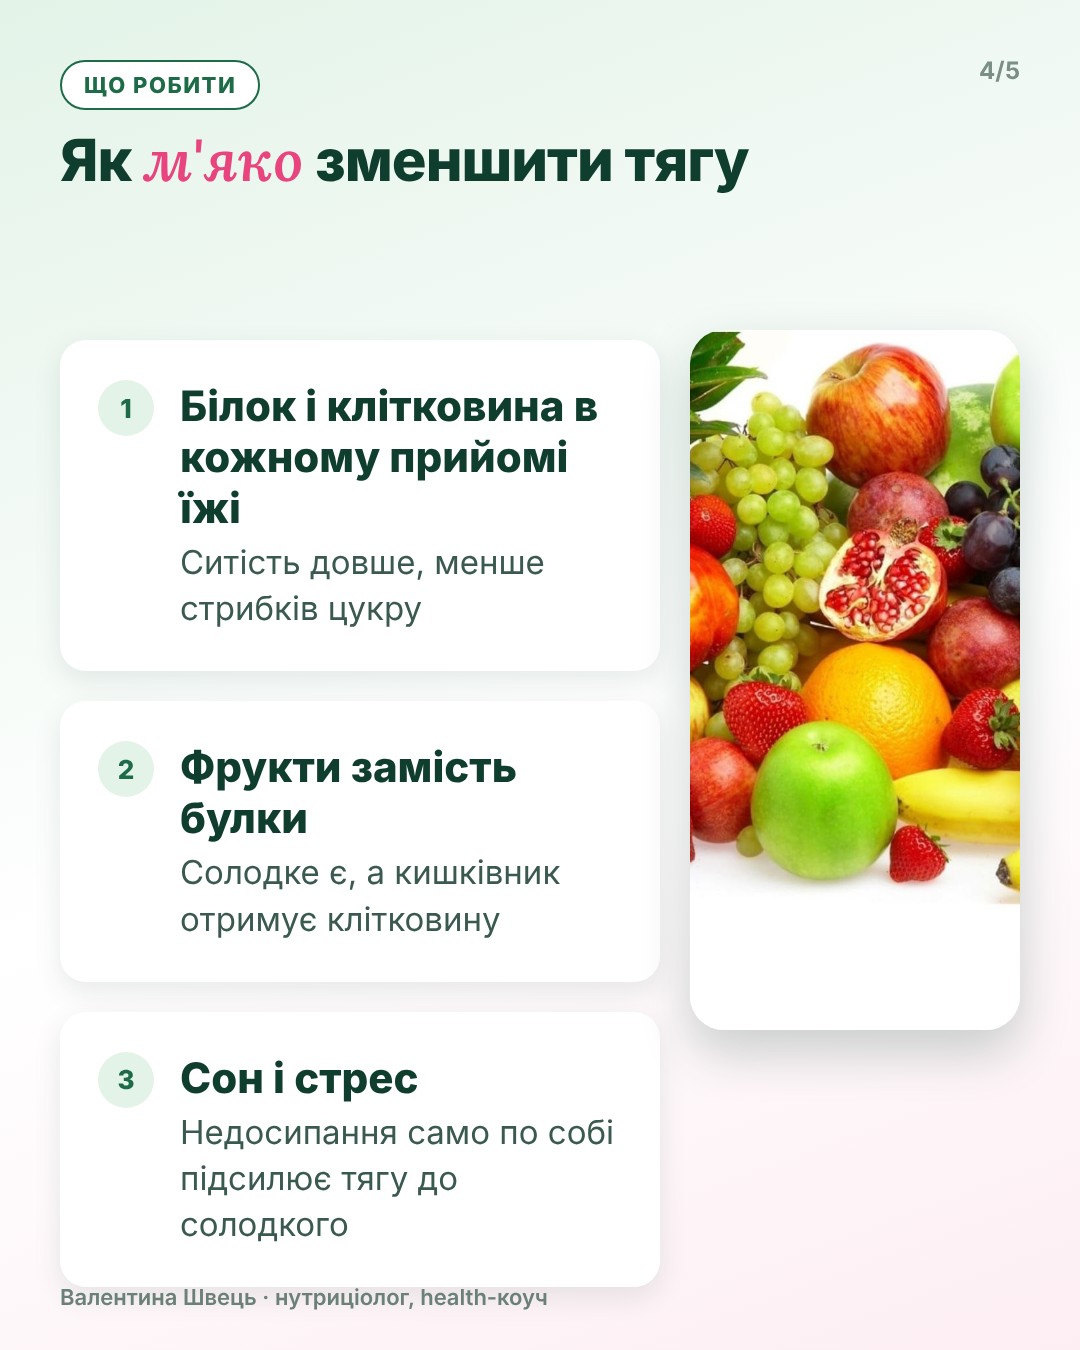 ЩО РОБИТИ
4/5
Як м'яко зменшити тягу
1
Білок і клітковина в
кожному прийомі
їжі
Ситість довше, менше
стрибків цукру
2
Фрукти замість
булки
Солодке є, а кишківник
отримує клітковину
3
Сон і стрес
Недосипання само по собі
підсилює тягу до
солодкого
Валентина Швець · нутриціолог, health-коуч